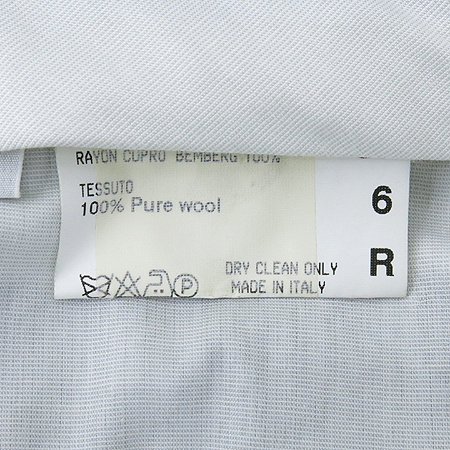 RAYON CUPRO BEMBERG 100%
TESSUTO
100% Pure wool
6
R
DRY CLEAN ONLY
MADE IN ITALY
P